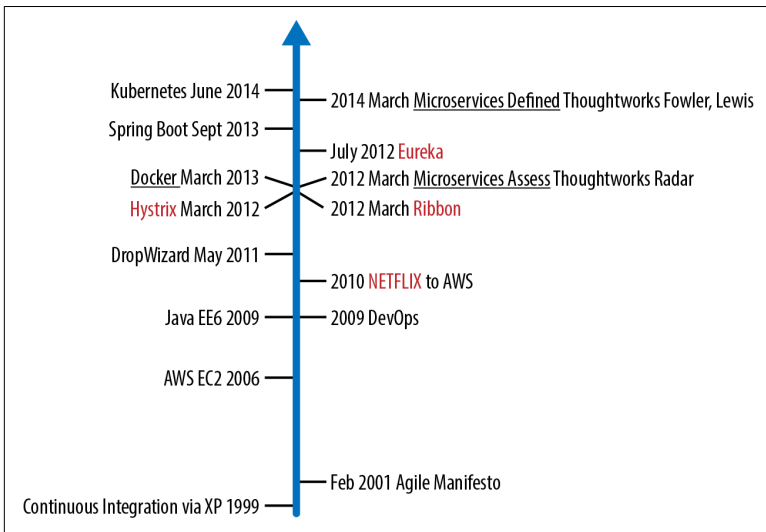 Kubernetes June 2014
2014 March Microservices Defined Thoughtworks Fowler, Lewis
Spring Boot Sept 2013
July 2012 Eureka
Docker March 2013
2012 March Microservices Assess Thoughtworks Radar
Hystrix March 2012
2012 March Ribbon
DropWizard May 2011
2010 NETFLIX to AWS
Java EE6 2009
2009 DevOps
AWS EC2 2006
Feb 2001 Agile Manifesto
Continuous Integration via XP 1999